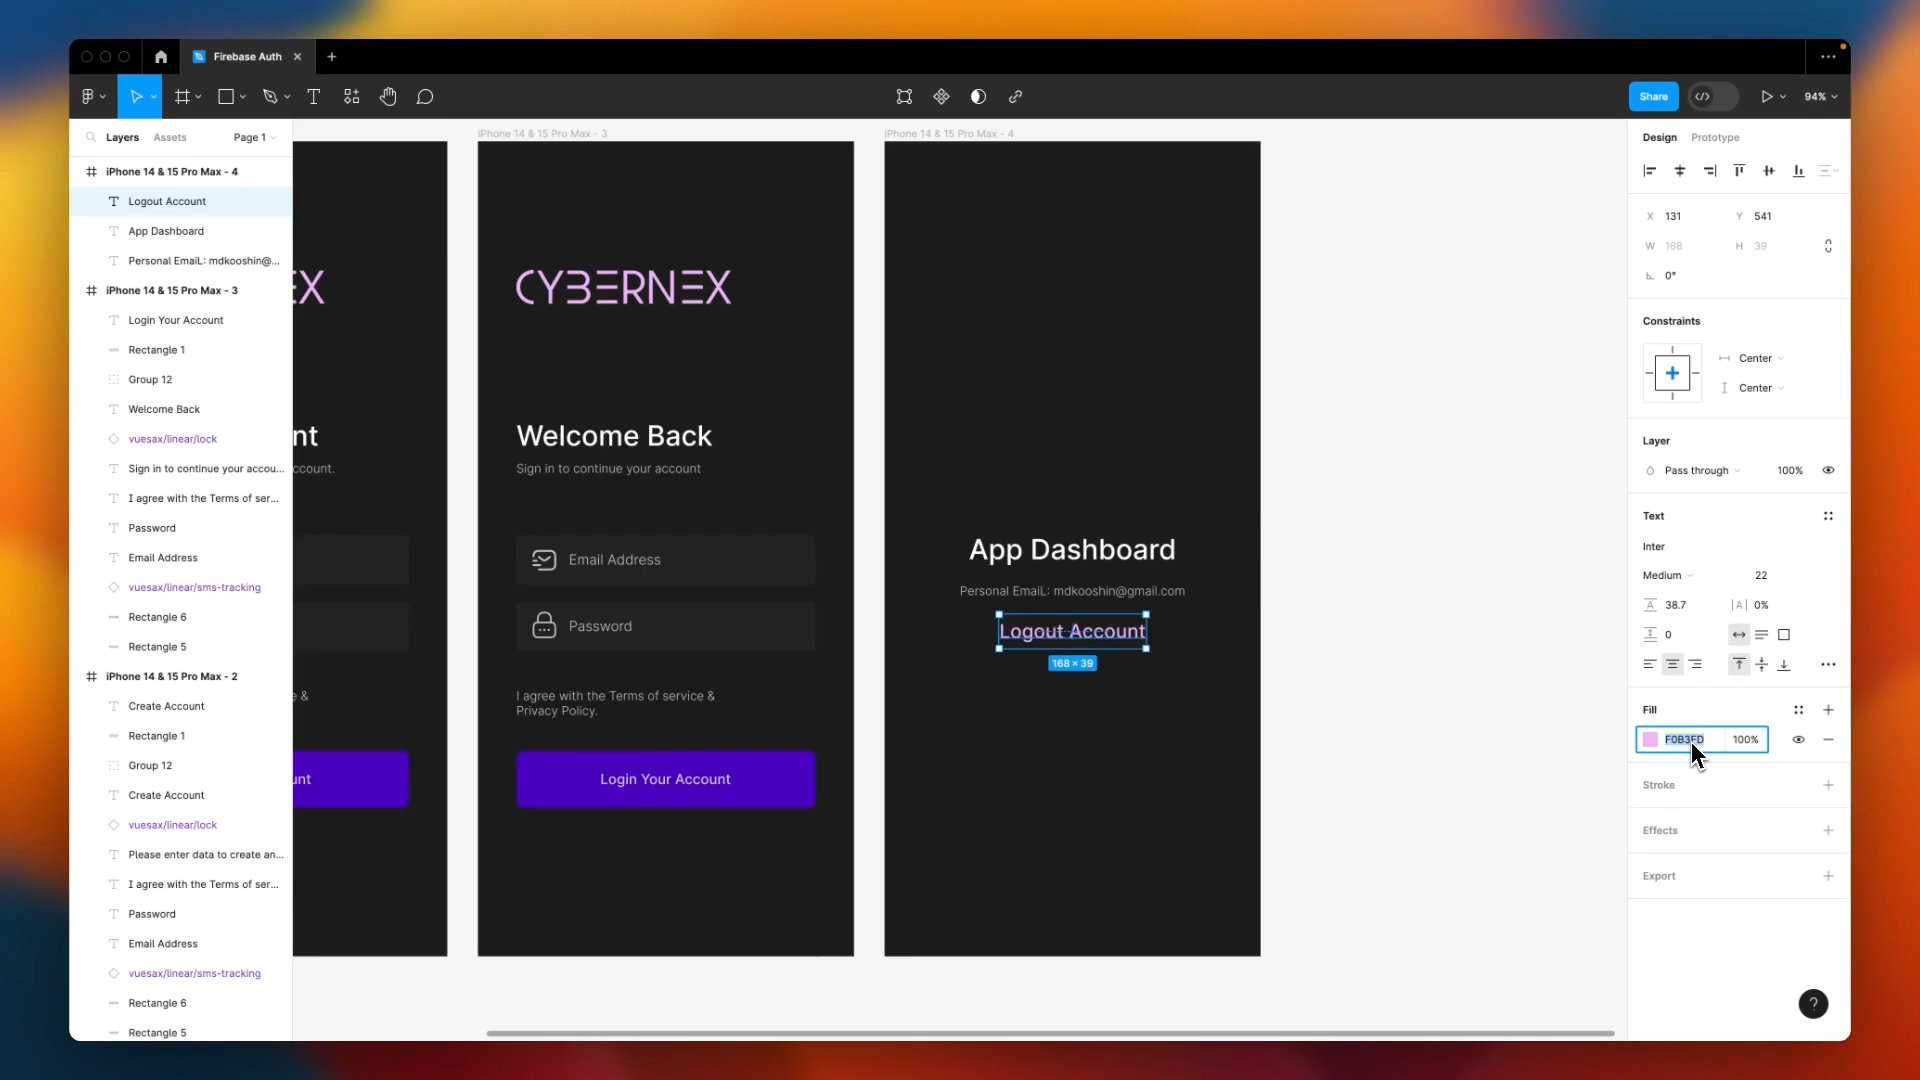 Firebase Auth
Share
94%
Layers
Assets
Page 1
iPhone 14 & 15 Pro Max - 4
Logout Account
App Dashboard
Personal EmaiL: mdkooshin@...
iPhone 14 & 15 Pro Max - 3
Login Your Account
Rectangle 1
Group 12
Welcome Back
vuesax/linear/lock
Sign in to continue your accou...
I agree with the Terms of ser...
Password
Email Address
vuesax/linear/sms-tracking
Rectangle 6
Rectangle 5
iPhone 14 & 15 Pro Max - 2
Create Account
Rectangle 1
Group 12
Create Account
vuesax/linear/lock
Please enter data to create an...
I agree with the Terms of ser...
Password
Email Address
vuesax/linear/sms-tracking
Rectangle 6
Rectangle 5
EX
nt
ccount.
e &
unt
iPhone 14 & 15 Pro Max - 3
CYBERNEX
Welcome Back
Sign in to continue your account
Email Address
Password
I agree with the Terms of service &
Privacy Policy.
Login Your Account
iPhone 14 & 15 Pro Max - 4
App Dashboard
Personal EmaiL: mdkooshin@gmail.com
Logout Account
168 × 39
Design
Prototype
X 131
Y 541
W 168
H 39
0°
Constraints
Center
Center
Layer
Pass through
100%
Text
Inter
Medium
22
38.7
0%
0
Fill
F0B3FD
100%
Stroke
Effects
Export
?